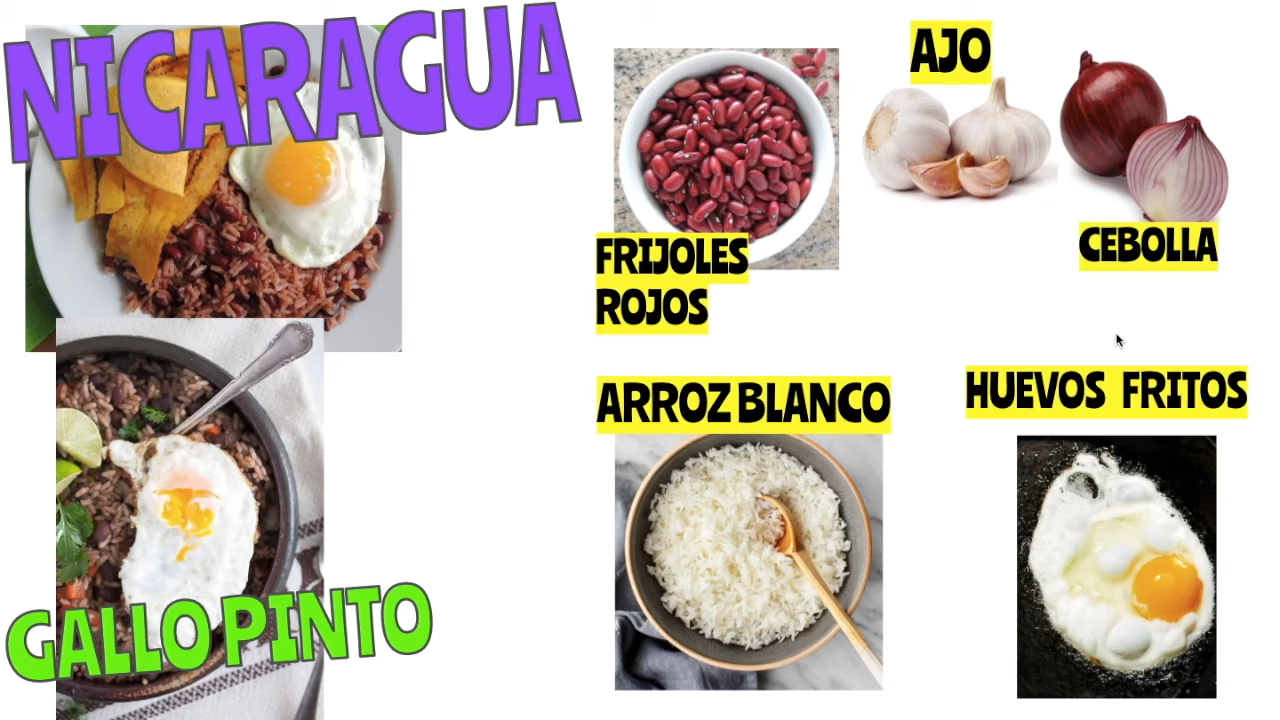 NICARAGUA
GALLO PINTO
FRIJOLES
ROJOS
AJO
CEBOLLA
ARROZ BLANCO
HUEVOS FRITOS